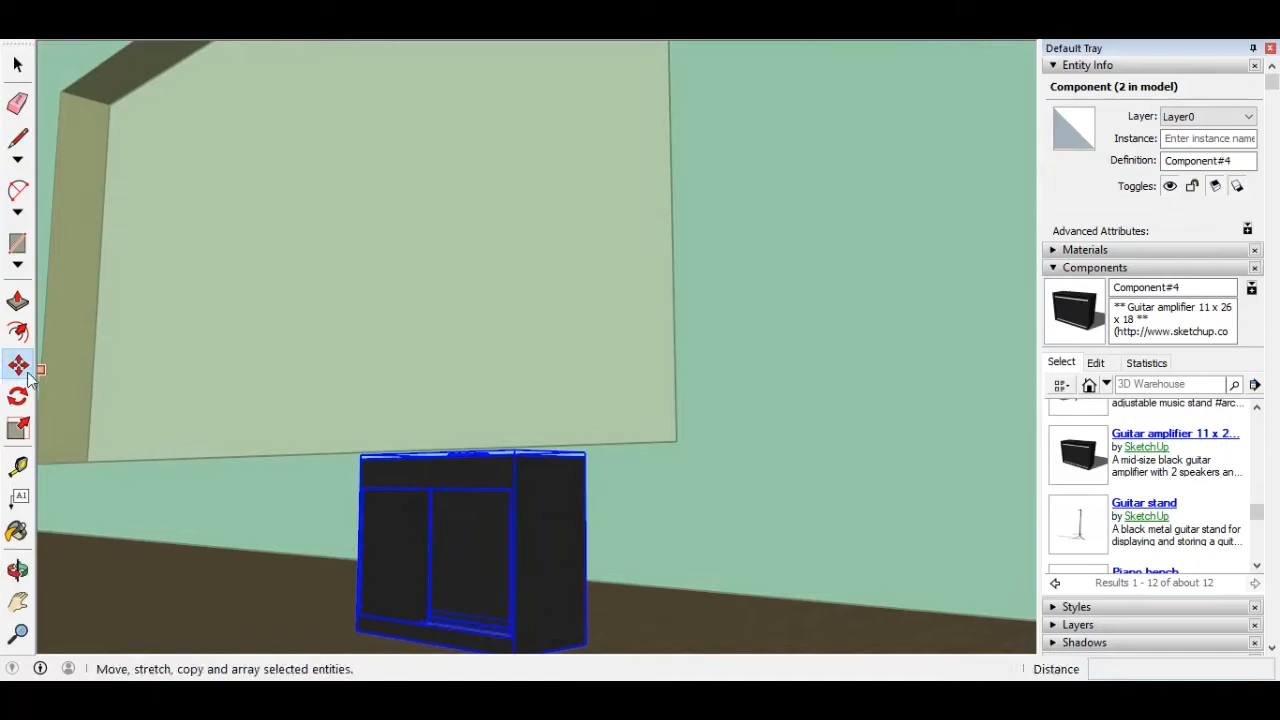 Default Tray
Entity Info
Component (2 in model)
Layer: Layer0
Instance: Enter instance name
Definition: Component#4
Toggles:
Advanced Attributes:
Materials
Components
Component#4
** Guitar amplifier 11 x 26
x 18 **
(http://www.sketchup.co
Select Edit Statistics
3D Warehouse
adjustable music stand #arc...
Guitar amplifier 11 x 2...
by SketchUp
A mid-size black guitar
amplifier with 2 speakers an...
Guitar stand
by SketchUp
A black metal guitar stand for
displaying and storing a guit...
Piano bench
Results 1 - 12 of about 12
Styles
Layers
Shadows
AI
Move, stretch, copy and array selected entities.
Distance